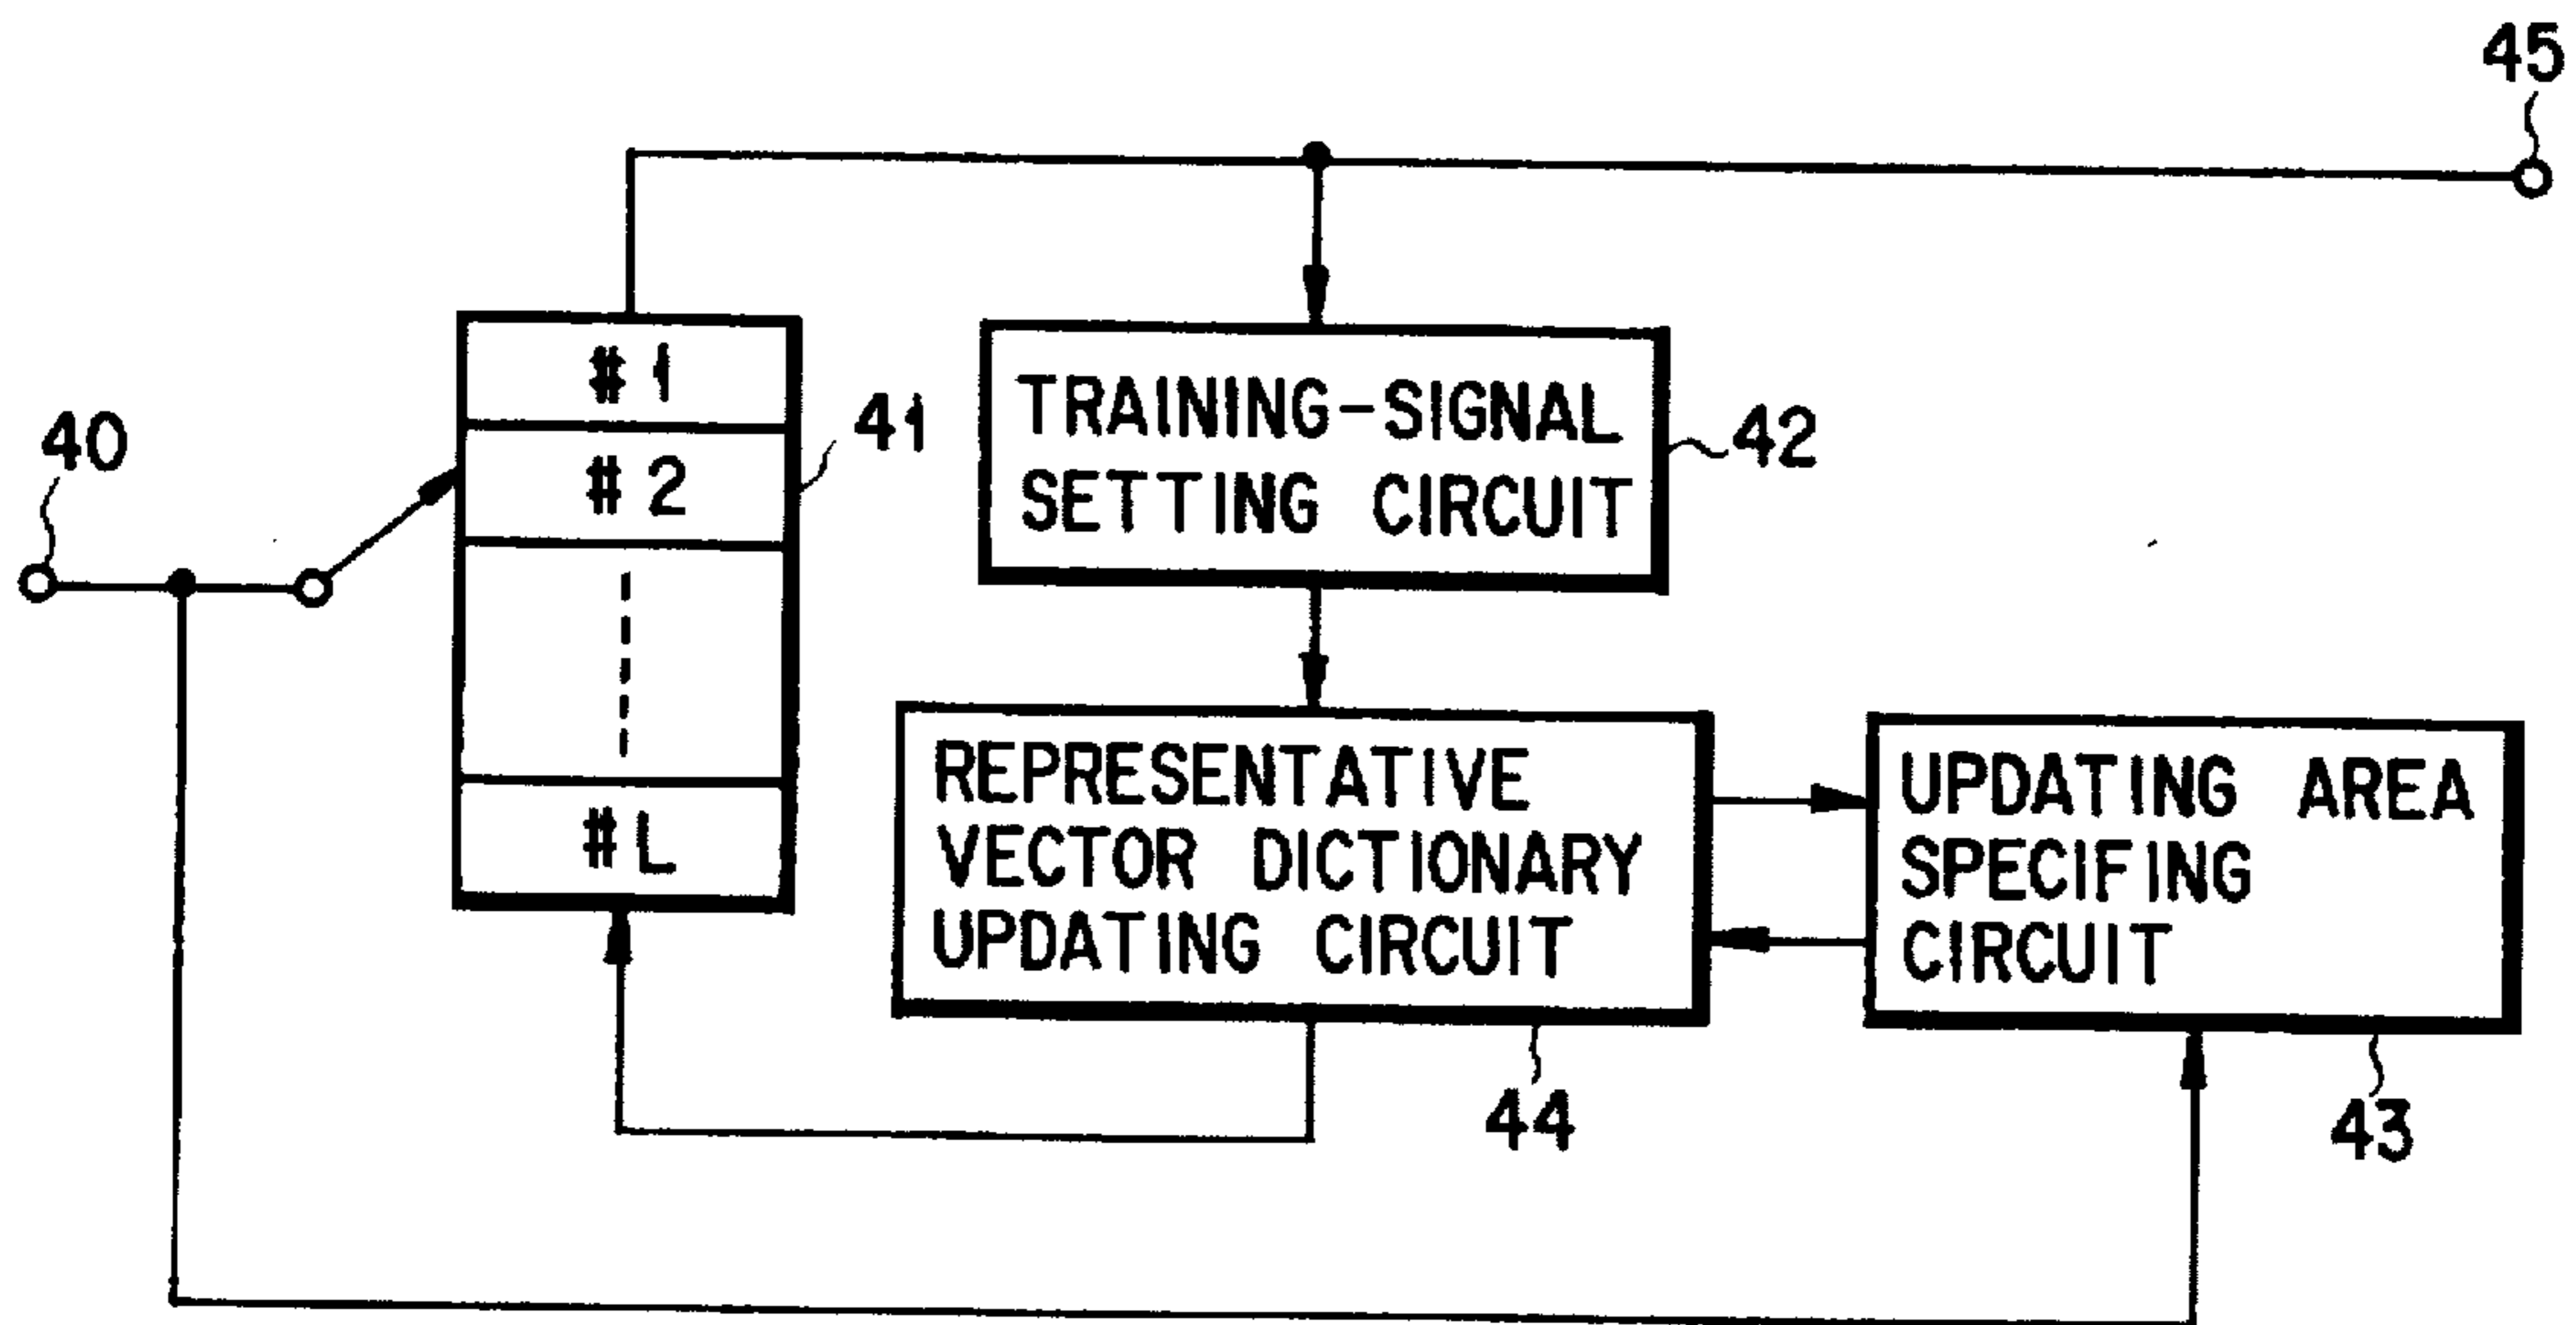 45
40
#1
#2
#L
41
TRAINING-SIGNAL
SETTING CIRCUIT
42
REPRESENTATIVE
VECTOR DICTIONARY
UPDATING CIRCUIT
44
UPDATING AREA
SPECIFING
CIRCUIT
43